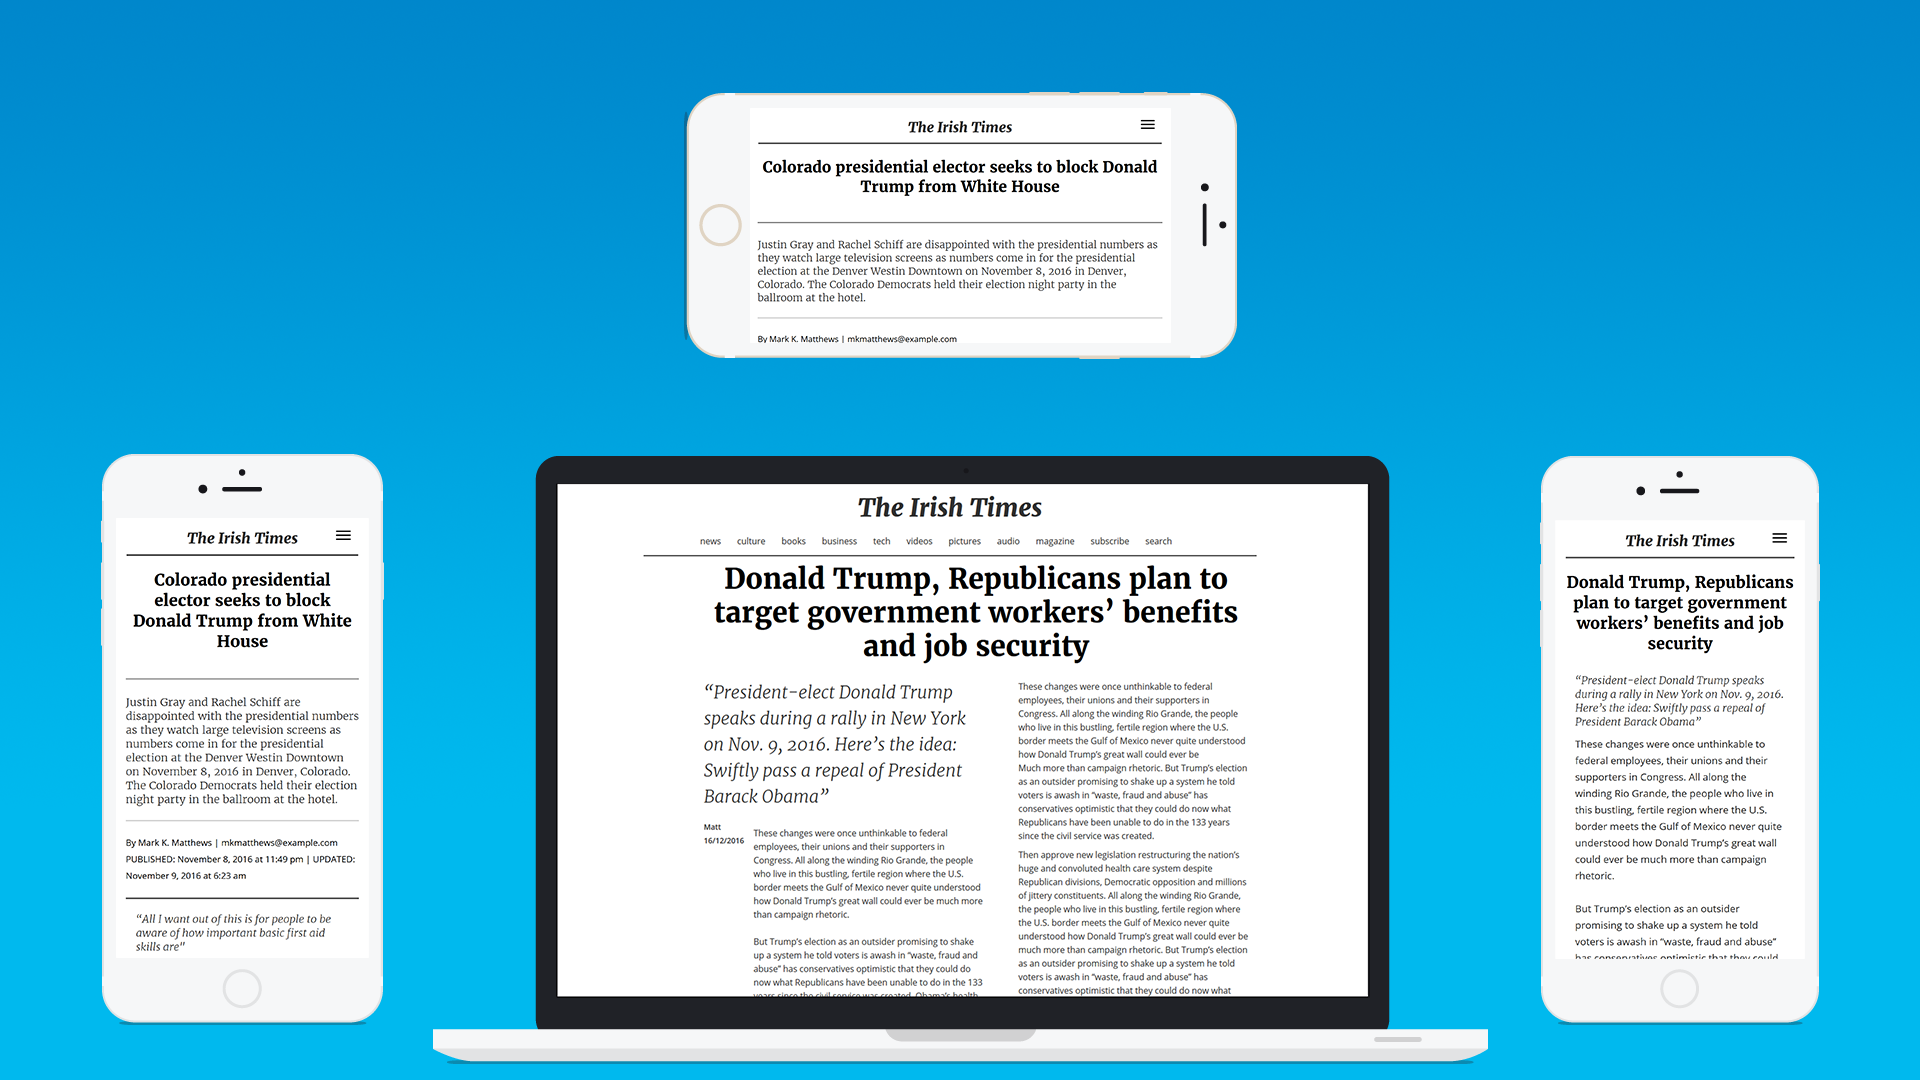 The Irish Times
Colorado presidential elector seeks to block Donald
Trump from White House
Justin Gray and Rachel Schiff are disappointed with the presidential numbers as
they watch large television screens as numbers come in for the presidential
election at the Denver Westin Downtown on November 8, 2016 in Denver,
Colorado. The Colorado Democrats held their election night party in the
ballroom at the hotel.
By Mark K. Matthews | mkmatthews@example.com
The Irish Times
Colorado presidential
elector seeks to block
Donald Trump from White
House
Justin Gray and Rachel Schiff are
disappointed with the presidential numbers
as they watch large television screens as
numbers come in for the presidential
election at the Denver Westin Downtown
on November 8, 2016 in Denver, Colorado.
The Colorado Democrats held their election
night party in the ballroom at the hotel.
By Mark K. Matthews | mkmatthews@example.com
PUBLISHED: November 8, 2016 at 11:49 pm | UPDATED:
November 9, 2016 at 6:23 am
“All I want out of this is for people to be
aware of how important basic first aid
skills are"
The Irish Times
news culture books business tech videos pictures audio magazine subscribe search
Donald Trump, Republicans plan to
target government workers’ benefits
and job security
“President-elect Donald Trump
speaks during a rally in New York
on Nov. 9, 2016. Here’s the idea:
Swiftly pass a repeal of President
Barack Obama”
Matt
16/12/2016
These changes were once unthinkable to federal
employees, their unions and their supporters in
Congress. All along the winding Rio Grande, the people
who live in this bustling, fertile region where the U.S.
border meets the Gulf of Mexico never quite understood
how Donald Trump’s great wall could ever be much more
than campaign rhetoric.
But Trump’s election as an outsider promising to shake
up a system he told voters is awash in “waste, fraud and
abuse” has conservatives optimistic that they could do
now what Republicans have been unable to do in the 133
years since the civil service was created. Obama’s health
These changes were once unthinkable to federal
employees, their unions and their supporters in
Congress. All along the winding Rio Grande, the people
who live in this bustling, fertile region where the U.S.
border meets the Gulf of Mexico never quite understood
how Donald Trump’s great wall could ever be
Much more than campaign rhetoric. But Trump’s election
as an outsider promising to shake up a system he told
voters is awash in “waste, fraud and abuse” has
conservatives optimistic that they could do now what
Republicans have been unable to do in the 133 years
since the civil service was created.
Then approve new legislation restructuring the nation’s
huge and convoluted health care system despite
Republican divisions, Democratic opposition and millions
of jittery constituents. All along the winding Rio Grande,
the people who live in this bustling, fertile region where
the U.S. border meets the Gulf of Mexico never quite
understood how Donald Trump’s great wall could ever be
much more than campaign rhetoric. But Trump’s election
as an outsider promising to shake up a system he told
voters is awash in “waste, fraud and abuse” has
conservatives optimistic that they could do now what
The Irish Times
Donald Trump, Republicans
plan to target government
workers’ benefits and job
security
“President-elect Donald Trump speaks
during a rally in New York on Nov. 9, 2016.
Here’s the idea: Swiftly pass a repeal of
President Barack Obama”
These changes were once unthinkable to
federal employees, their unions and their
supporters in Congress. All along the
winding Rio Grande, the people who live in
this bustling, fertile region where the U.S.
border meets the Gulf of Mexico never quite
understood how Donald Trump’s great wall
could ever be much more than campaign
rhetoric.
But Trump’s election as an outsider
promising to shake up a system he told
voters is awash in “waste, fraud and abuse”
has conservatives optimistic that they could